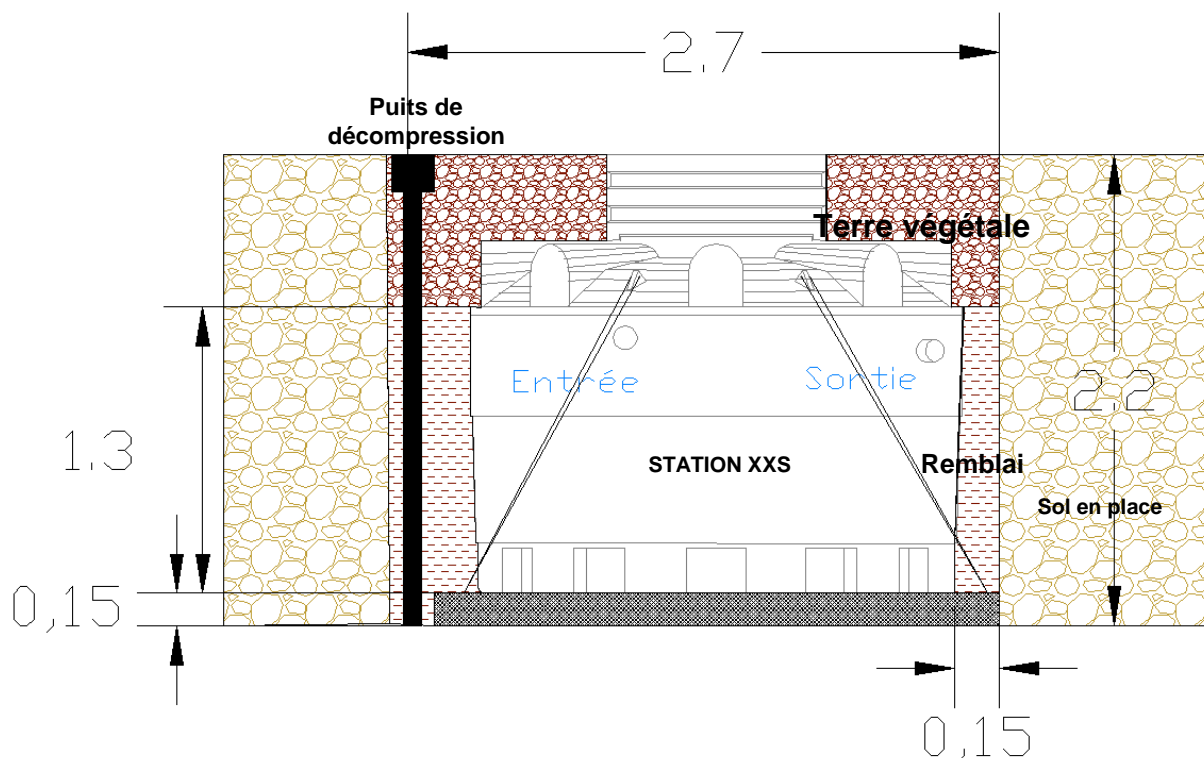 2.7
Puits de
décompression
Terre végétale
Entrée
Sortie
2.2
1.3
STATION XXS
Remblai
Sol en place
0,15
0,15